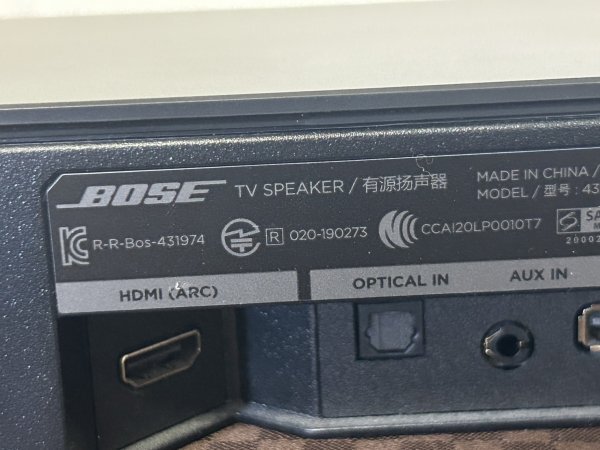 BOSE TV SPEAKER / 有源扬声器
MADE IN CHINA /
MODEL / 型号: 43
R-R-Bos-431974
R 020-190273
CCAI20LP0010T7
HDMI (ARC)
OPTICAL IN
AUX IN